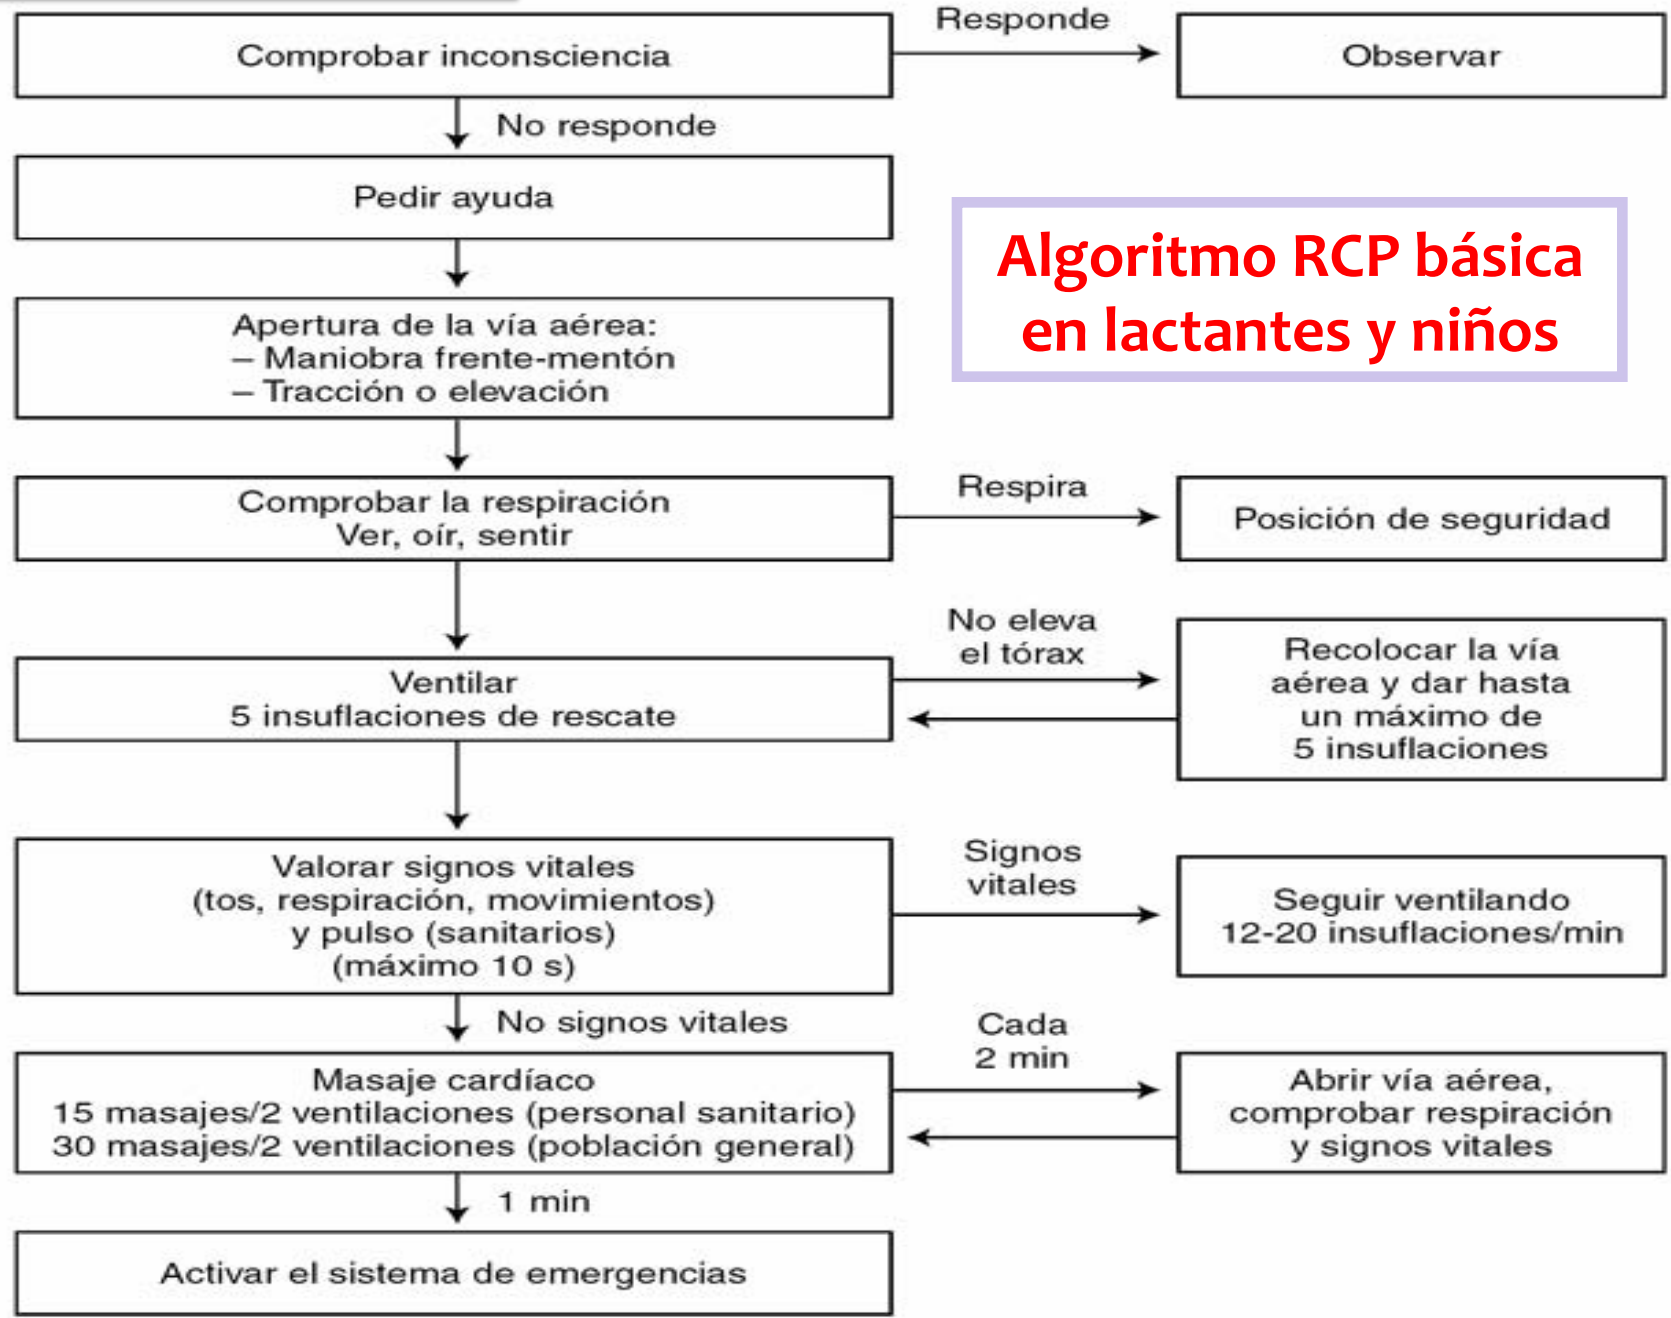 Comprobar inconsciencia
Responde
Observar
No responde
Pedir ayuda
Algoritmo RCP básica
en lactantes y niños
Apertura de la vía aérea:
– Maniobra frente-mentón
– Tracción o elevación
Comprobar la respiración
Ver, oír, sentir
Respira
Posición de seguridad
Ventilar
5 insuflaciones de rescate
No eleva
el tórax
Recolocar la vía
aérea y dar hasta
un máximo de
5 insuflaciones
Valorar signos vitales
(tos, respiración, movimientos)
y pulso (sanitarios)
(máximo 10 s)
Signos
vitales
Seguir ventilando
12-20 insuflaciones/min
No signos vitales
Masaje cardíaco
15 masajes/2 ventilaciones (personal sanitario)
30 masajes/2 ventilaciones (población general)
Cada
2 min
Abrir vía aérea,
comprobar respiración
y signos vitales
1 min
Activar el sistema de emergencias